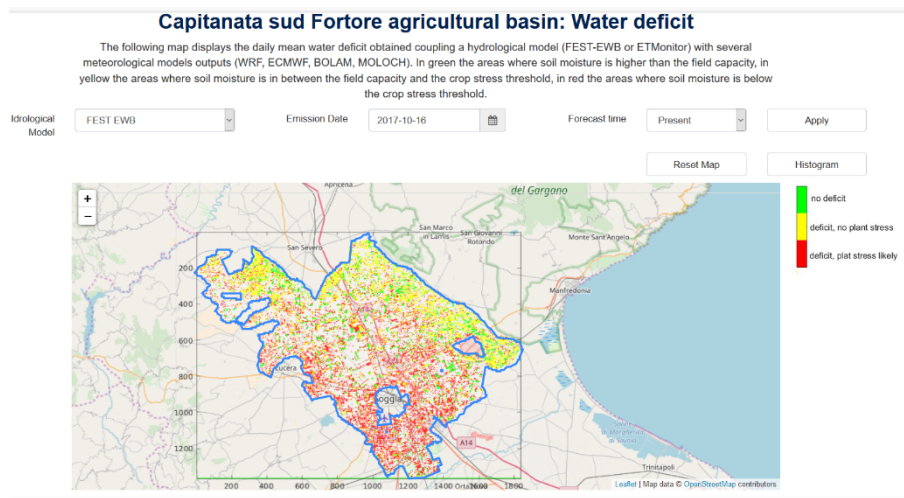 Capitanata sud Fortore agricultural basin: Water deficit
The following map displays the daily mean water deficit obtained coupling a hydrological model (FEST-EWB or ETMonitor) with several
meteorological models outputs (WRF, ECMWF, BOLAM, MOLOCH). In green the areas where soil moisture is higher than the field capacity, in
yellow the areas where soil moisture is in between the field capacity and the crop stress threshold, in red the areas where soil moisture is below
the crop stress threshold.
Idrological
Model
FEST EWB
Emission Date
2017-10-16
Forecast time
Present
Apply
Reset Map
Histogram
+
−
Apricena
del Gargano
San Marco
in Lamis
San Giovanni
Rotondo
Monte Sant'Angelo
San Severo
Manfredonia
Lucera
Foggia
A14
Trinitapoli
Margherita
di Savoia
200
400
600
800
1000
1200
200
400
600
800
1000
1200
1400
1600
1800
no deficit
deficit, no plant stress
deficit, plat stress likely
Leaflet | Map data © OpenStreetMap contributors